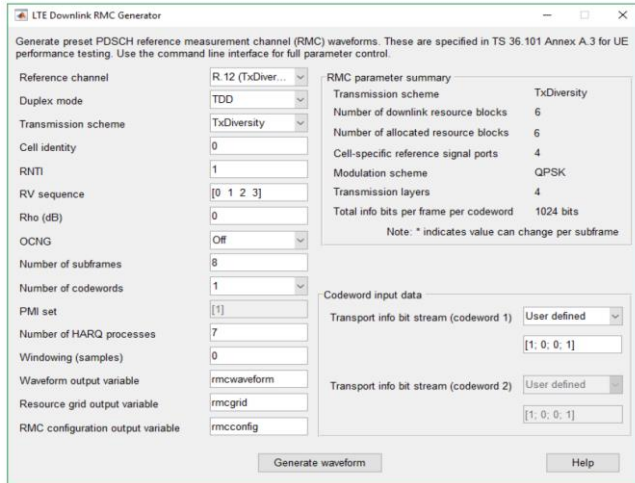 LTE Downlink RMC Generator
Generate preset PDSCH reference measurement channel (RMC) waveforms. These are specified in TS 36.101 Annex A.3 for UE
performance testing. Use the command line interface for full parameter control.
Reference channel R.12 (TxDiver...
Duplex mode TDD
Transmission scheme TxDiversity
Cell identity 0
RNTI 1
RV sequence [0 1 2 3]
Rho (dB) 0
OCNG Off
Number of subframes 8
Number of codewords 1
PMI set [1]
Number of HARQ processes 7
Windowing (samples) 0
Waveform output variable rmcwaveform
Resource grid output variable rmcgrid
RMC configuration output variable rmcconfig
RMC parameter summary
Transmission scheme TxDiversity
Number of downlink resource blocks 6
Number of allocated resource blocks 6
Cell-specific reference signal ports 4
Modulation scheme QPSK
Transmission layers 4
Total info bits per frame per codeword 1024 bits
Note: * indicates value can change per subframe
Codeword input data
Transport info bit stream (codeword 1) User defined
[1; 0; 0; 1]
Transport info bit stream (codeword 2) User defined
[1; 0; 0; 1]
Generate waveform Help